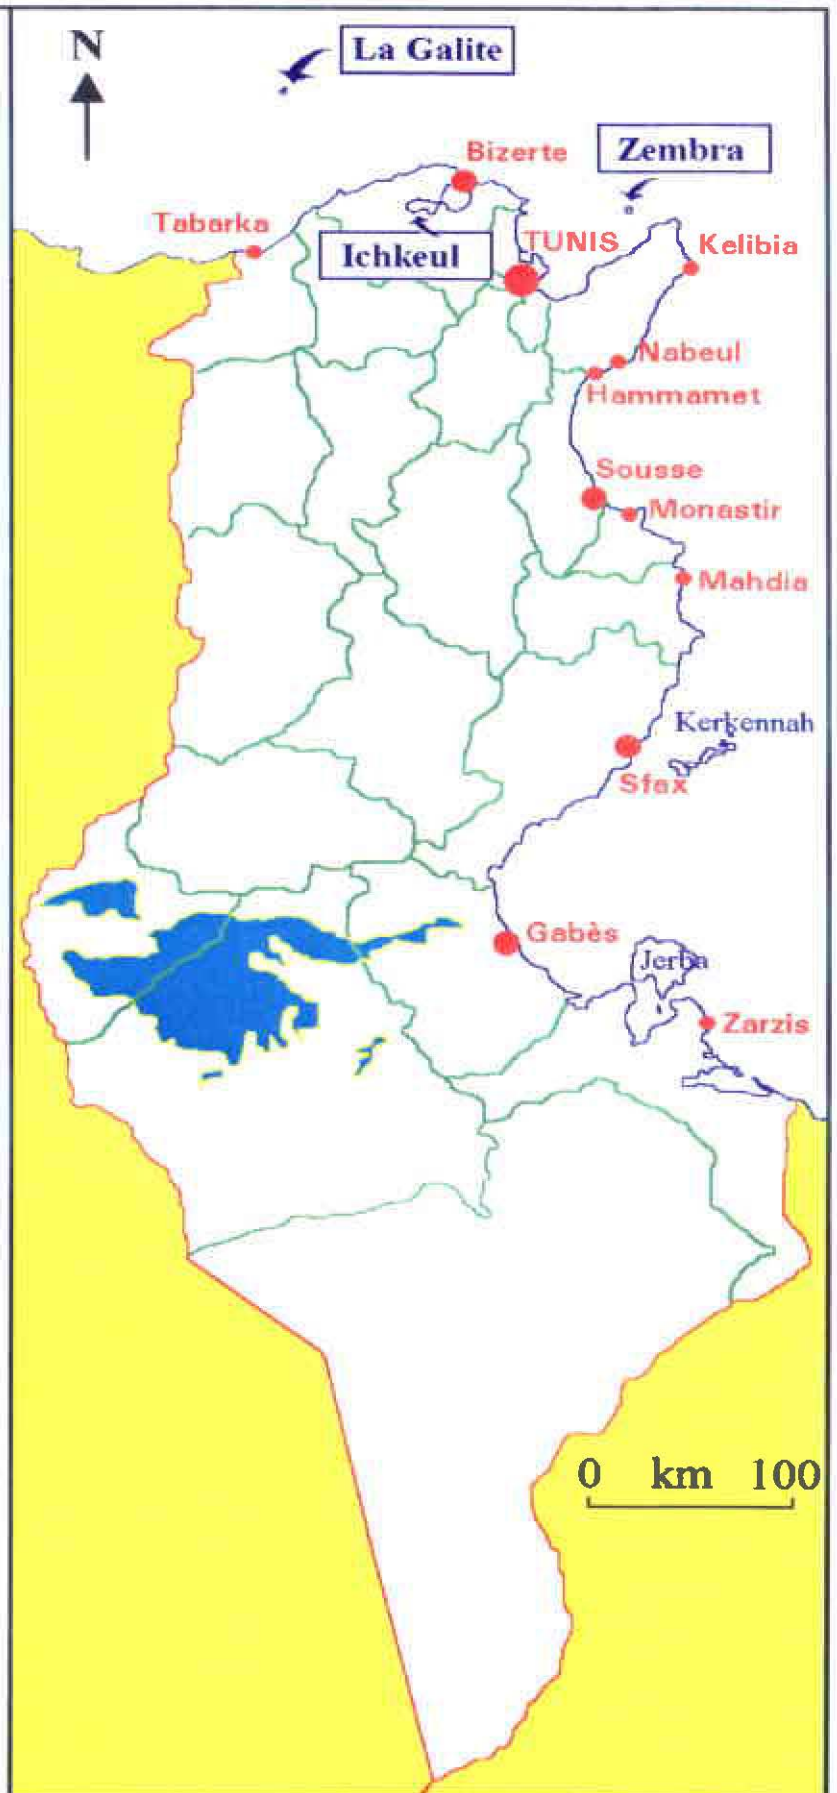 N
La Galite
Bizerte
Zembra
Tabarka
TUNIS
Kelibia
Ichkeul
Nabeul
Hammamet
Sousse
Monastir
Mahdia
Kerkennah
Sfax
Gabès
Jerba
Zarzis
0 km 100